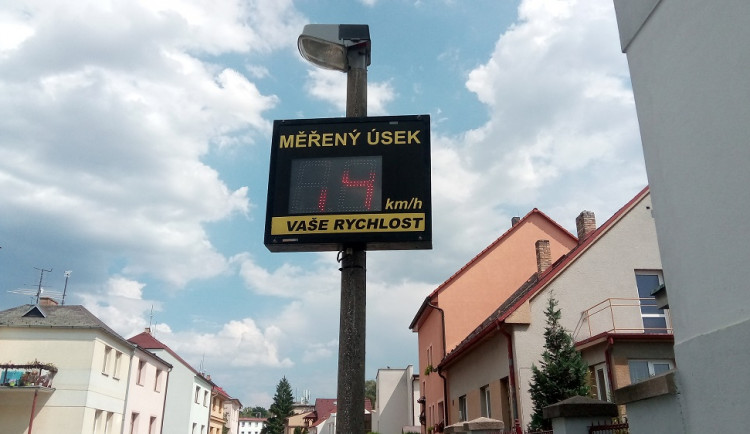 MĚŘENÝ ÚSEK
14 km/h
VAŠE RYCHLOST